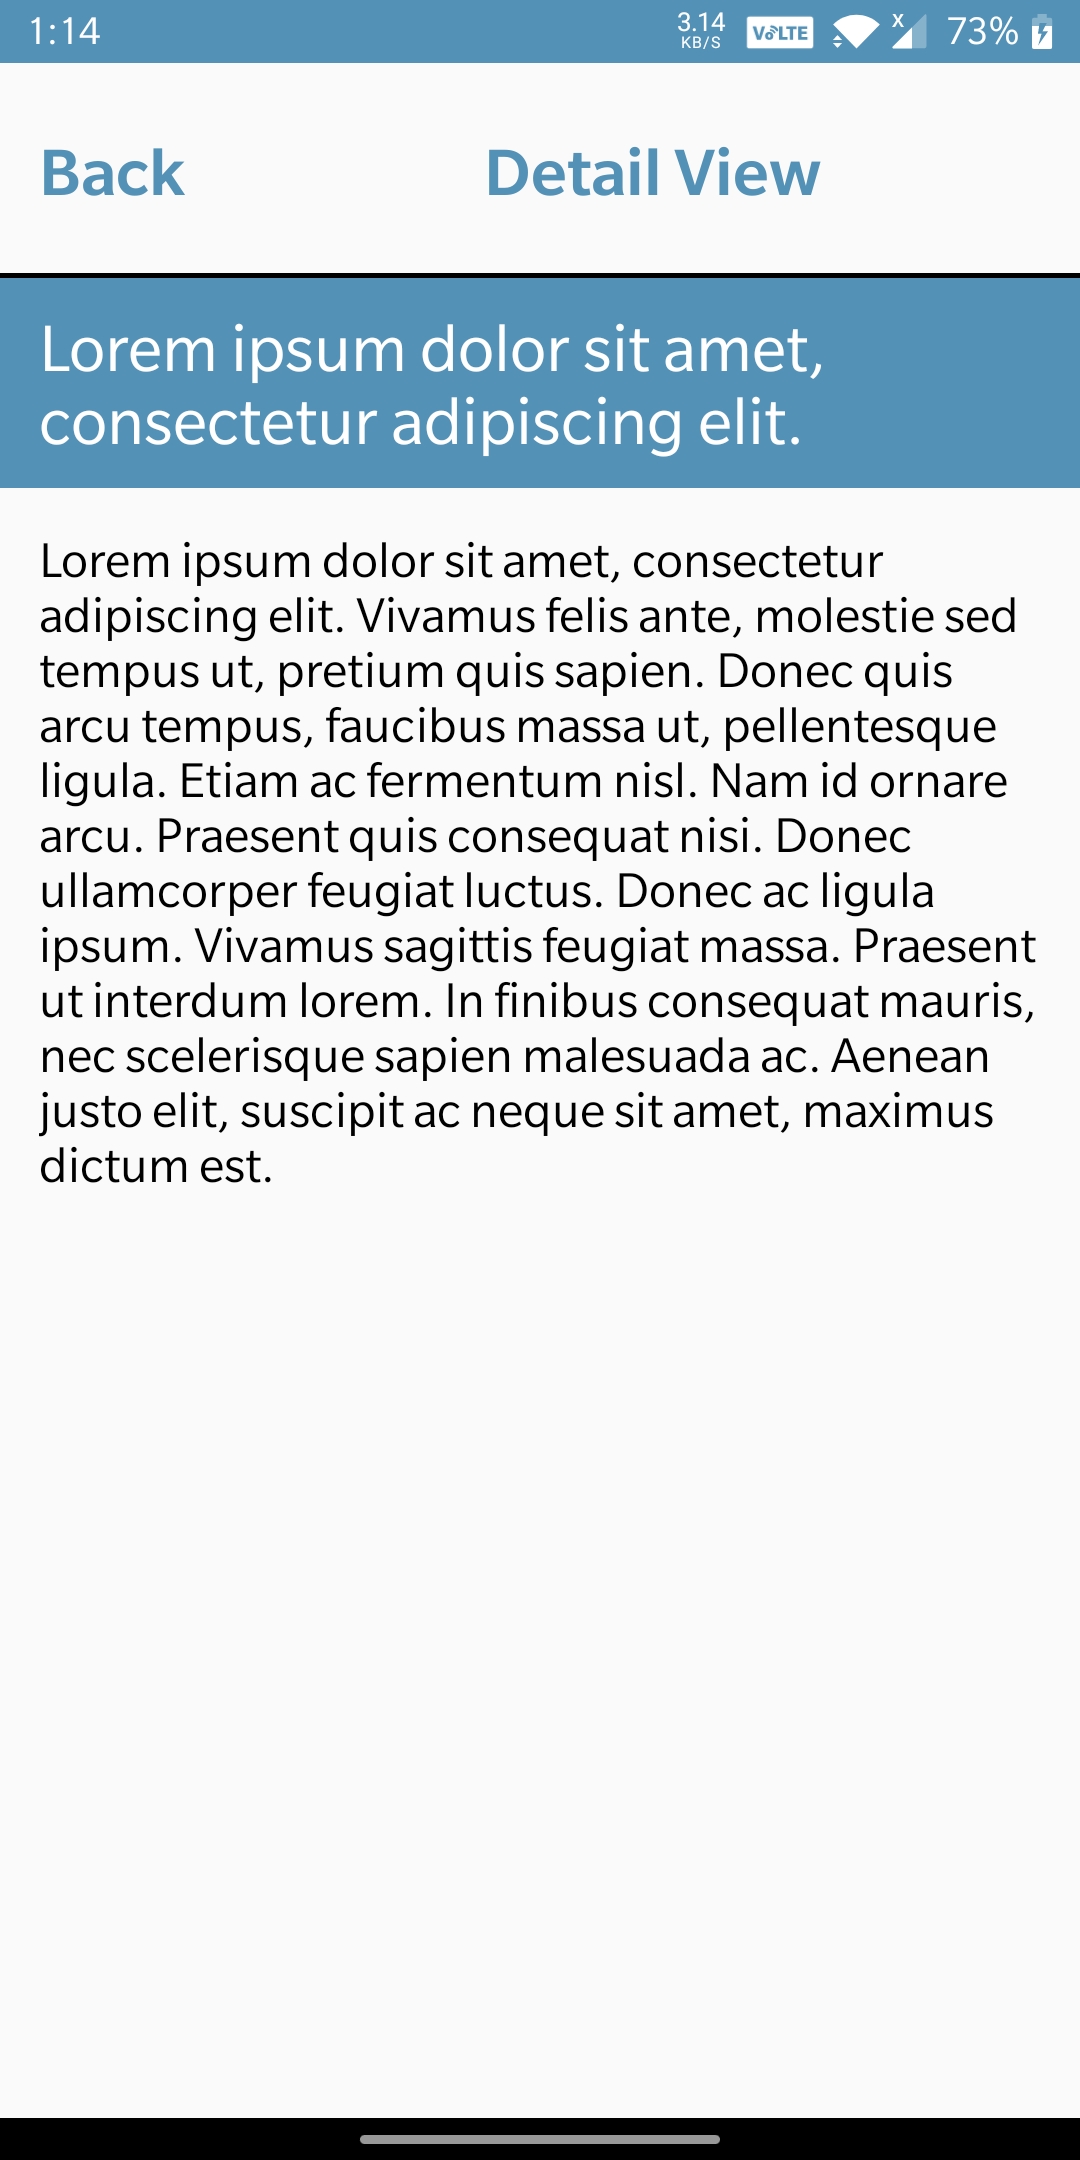 1:14 3.14 KB/S VoLTE x 73%
Back Detail View
Lorem ipsum dolor sit amet,
consectetur adipiscing elit.
Lorem ipsum dolor sit amet, consectetur
adipiscing elit. Vivamus felis ante, molestie sed
tempus ut, pretium quis sapien. Donec quis
arcu tempus, faucibus massa ut, pellentesque
ligula. Etiam ac fermentum nisl. Nam id ornare
arcu. Praesent quis consequat nisi. Donec
ullamcorper feugiat luctus. Donec ac ligula
ipsum. Vivamus sagittis feugiat massa. Praesent
ut interdum lorem. In finibus consequat mauris,
nec scelerisque sapien malesuada ac. Aenean
justo elit, suscipit ac neque sit amet, maximus
dictum est.